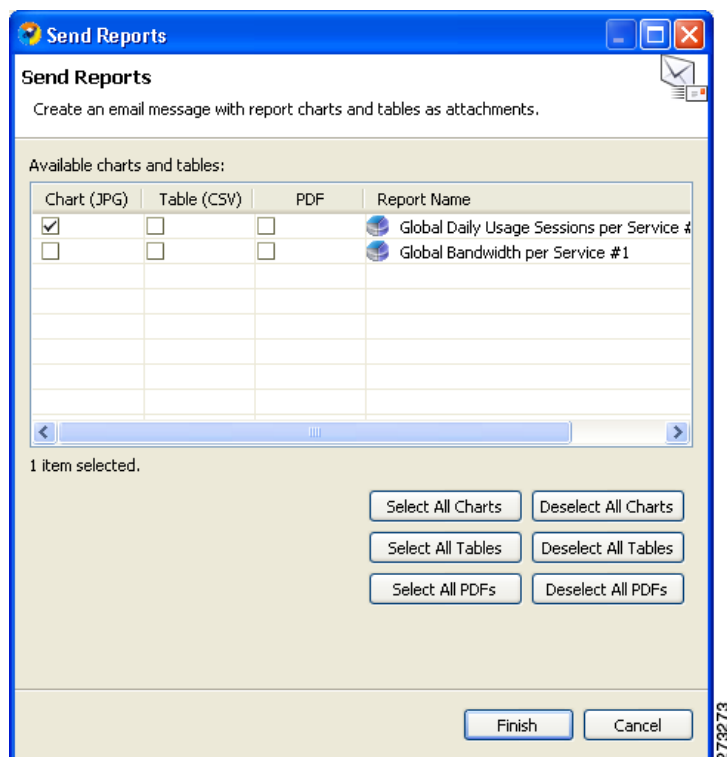 Send Reports
Send Reports
Create an email message with report charts and tables as attachments.
Available charts and tables:
Chart (JPG) Table (CSV) PDF Report Name
Global Daily Usage Sessions per Service #
Global Bandwidth per Service #1
1 item selected.
Select All Charts Deselect All Charts
Select All Tables Deselect All Tables
Select All PDFs Deselect All PDFs
Finish Cancel
273273